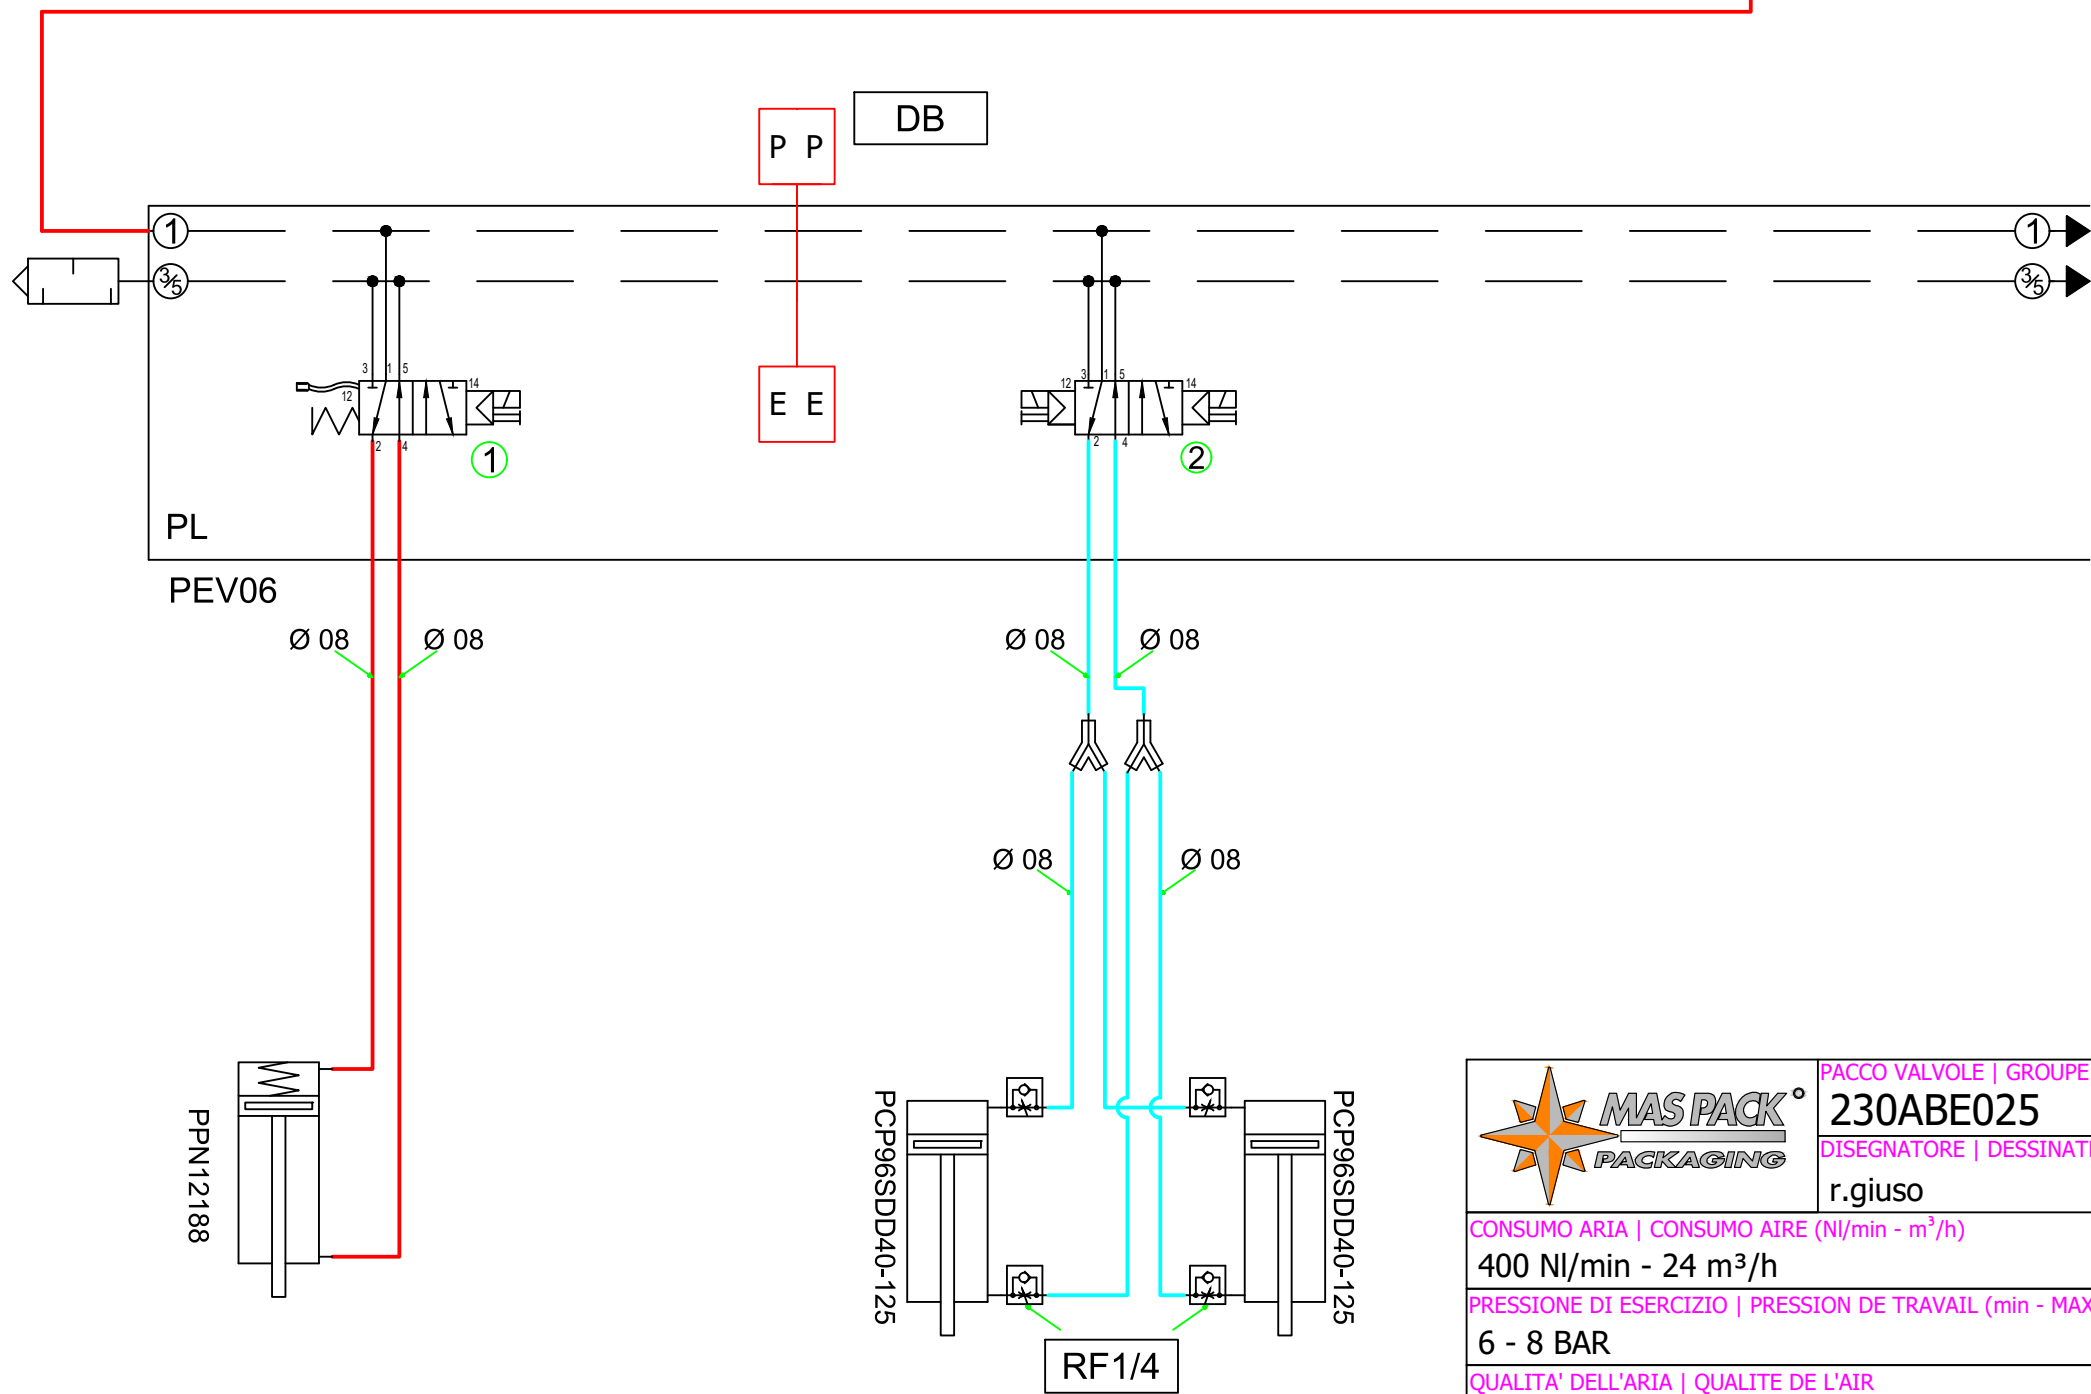 DB
P P
1
1
3/5
3/5
3
1
5
12
14
2
4
1
E E
12
3
1
5
14
2
4
2
PL
PEV06
Ø 08
Ø 08
Ø 08
Ø 08
Ø 08
Ø 08
PPN12188
PCP96SDD40-125
PCP96SDD40-125
RF1/4
MAS PACK
PACKAGING
PACCO VALVOLE | GROUPE
230ABE025
DISEGNATORE | DESSINAT
r.giuso
CONSUMO ARIA | CONSUMO AIRE (Nl/min - m³/h)
400 Nl/min - 24 m³/h
PRESSIONE DI ESERCIZIO | PRESSION DE TRAVAIL (min - MAX
6 - 8 BAR
QUALITA' DELL'ARIA | QUALITE DE L'AIR